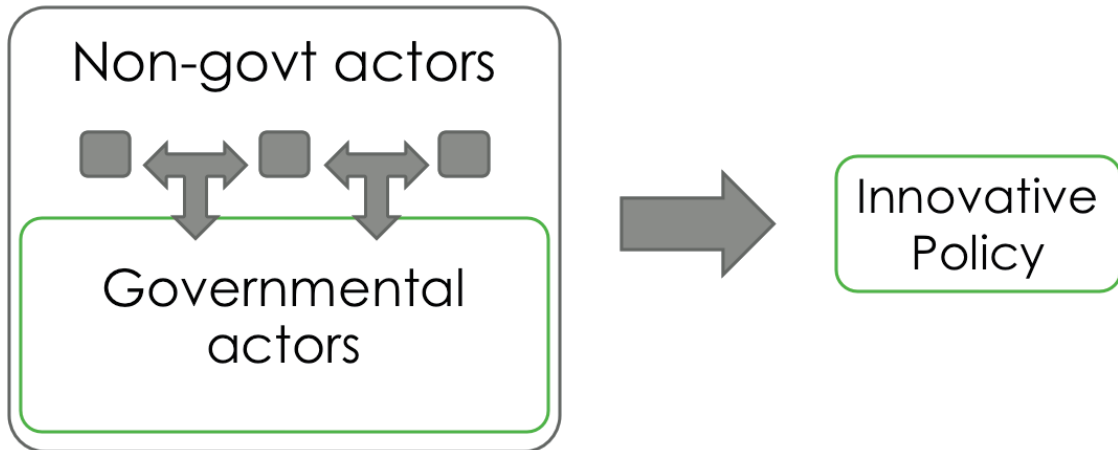 Non-govt actors
Governmental
actors
Innovative
Policy